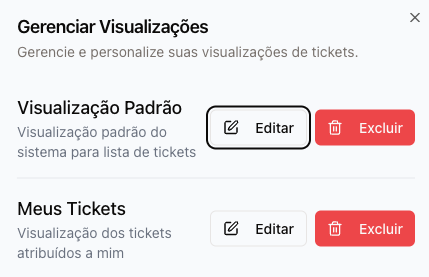 Gerenciar Visualizações
Gerencie e personalize suas visualizações de tickets.
Visualização Padrão
Visualização padrão do
sistema para lista de tickets
Editar
Excluir
Meus Tickets
Visualização dos tickets
atribuídos a mim
Editar
Excluir